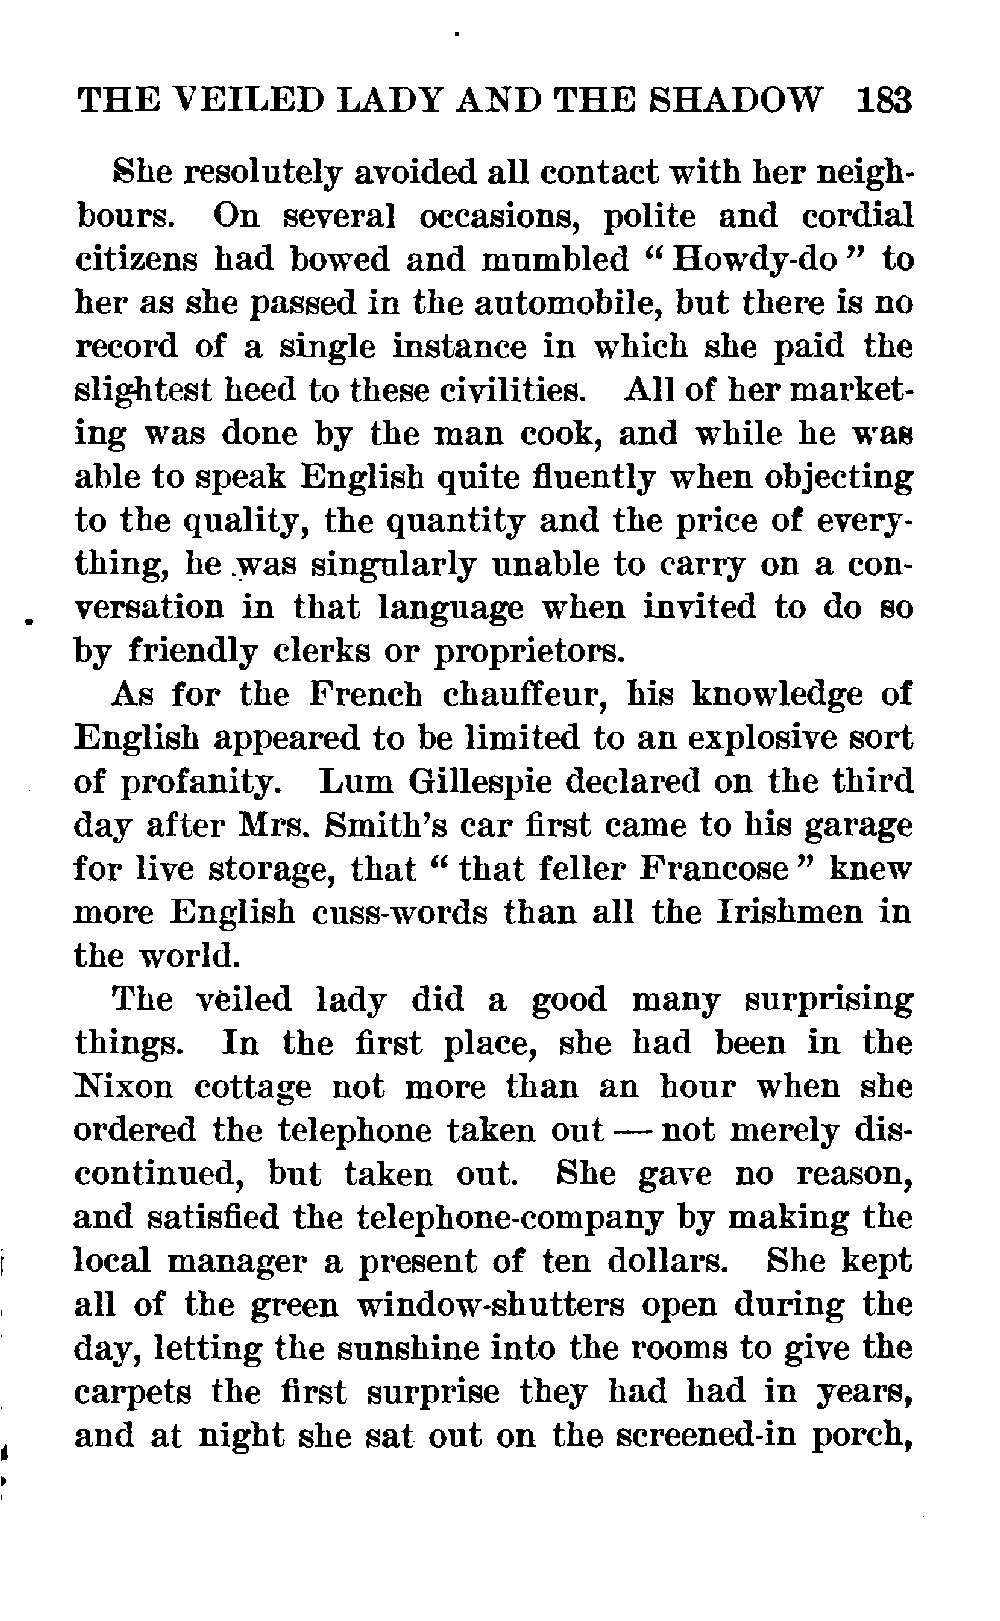 THE VEILED LADY AND THE SHADOW 183
She resolutely avoided all contact with her neigh-
bours. On several occasions, polite and cordial
citizens had bowed and mumbled “ Howdy-do ” to
her as she passed in the automobile, but there is no
record of a single instance in which she paid the
slightest heed to these civilities. All of her market-
ing was done by the man cook, and while he was
able to speak English quite fluently when objecting
to the quality, the quantity and the price of every-
thing, he was singularly unable to carry on a con-
versation in that language when invited to do so
by friendly clerks or proprietors.
As for the French chauffeur, his knowledge of
English appeared to be limited to an explosive sort
of profanity. Lum Gillespie declared on the third
day after Mrs. Smith's car first came to his garage
for live storage, that “ that feller Francose ” knew
more English cuss-words than all the Irishmen in
the world.
The veiled lady did a good many surprising
things. In the first place, she had been in the
Nixon cottage not more than an hour when she
ordered the telephone taken out — not merely dis-
continued, but taken out. She gave no reason,
and satisfied the telephone-company by making the
local manager a present of ten dollars. She kept
all of the green window-shutters open during the
day, letting the sunshine into the rooms to give the
carpets the first surprise they had had in years,
and at night she sat out on the screened-in porch,